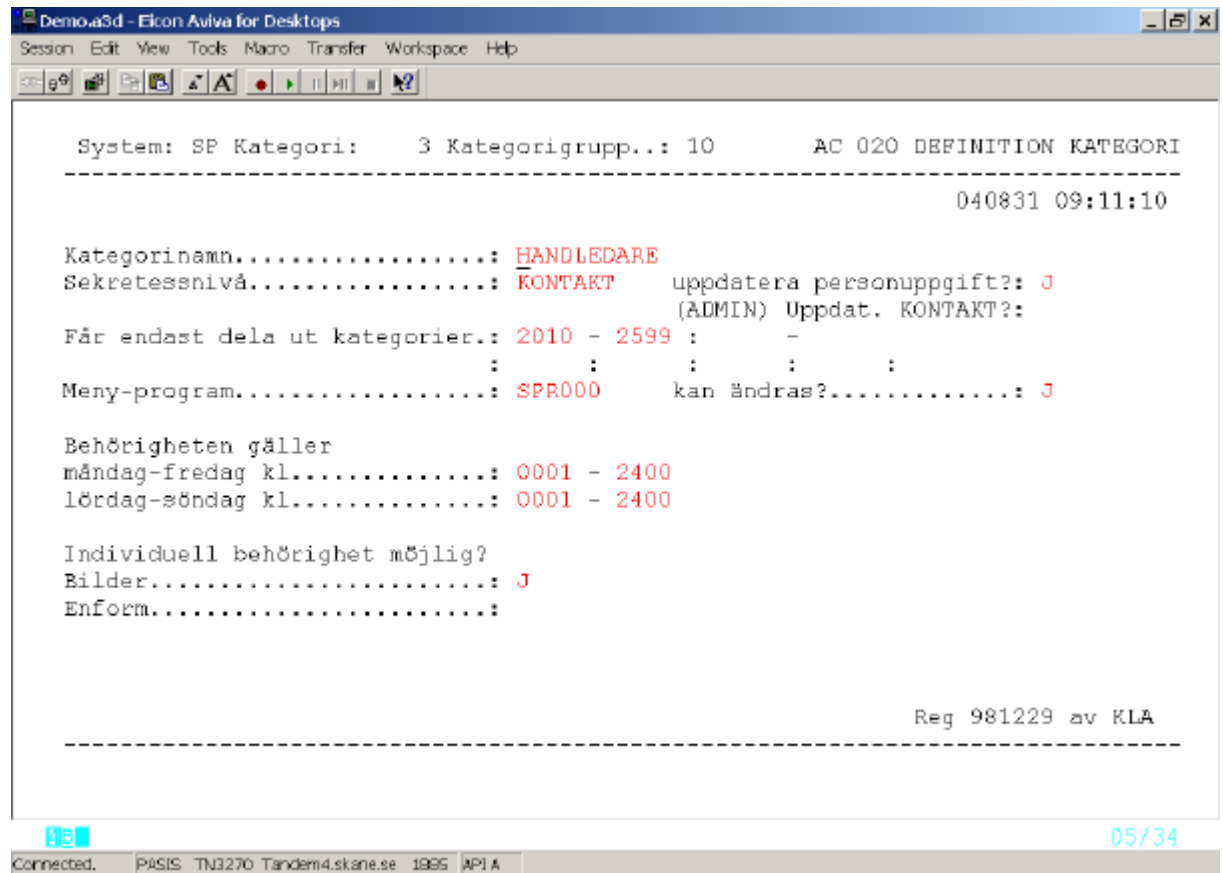 Demo.a3d - Eicon Aviva for Desktops
Session Edit View Tools Macro Transfer Workspace Help
System: SP Kategori: 3 Kategorigrupp..: 10 AC 020 DEFINITION KATEGORI
--------------------------------------------------------------------------------
040831 09:11:10
Kategorinamn..................: HANDLEDARE
Sekretessnivå.................: KONTAKT uppdatera personuppgift?: J
(ADMIN) Uppdat. KONTAKT?:
Får endast dela ut kategorier.: 2010 - 2599 : -
: : : : :
Meny-program..................: SPR000 kan ändras?.............: J
Behörigheten gäller
måndag-fredag kl..............: 0001 - 2400
lördag-söndag kl..............: 0001 - 2400
Individuell behörighet möjlig?
Bilder........................: J
Enform........................:
Reg 981229 av KLA
--------------------------------------------------------------------------------
05/34
Connected. PASIS TN3270 Tandem4.skane.se 1995 API A